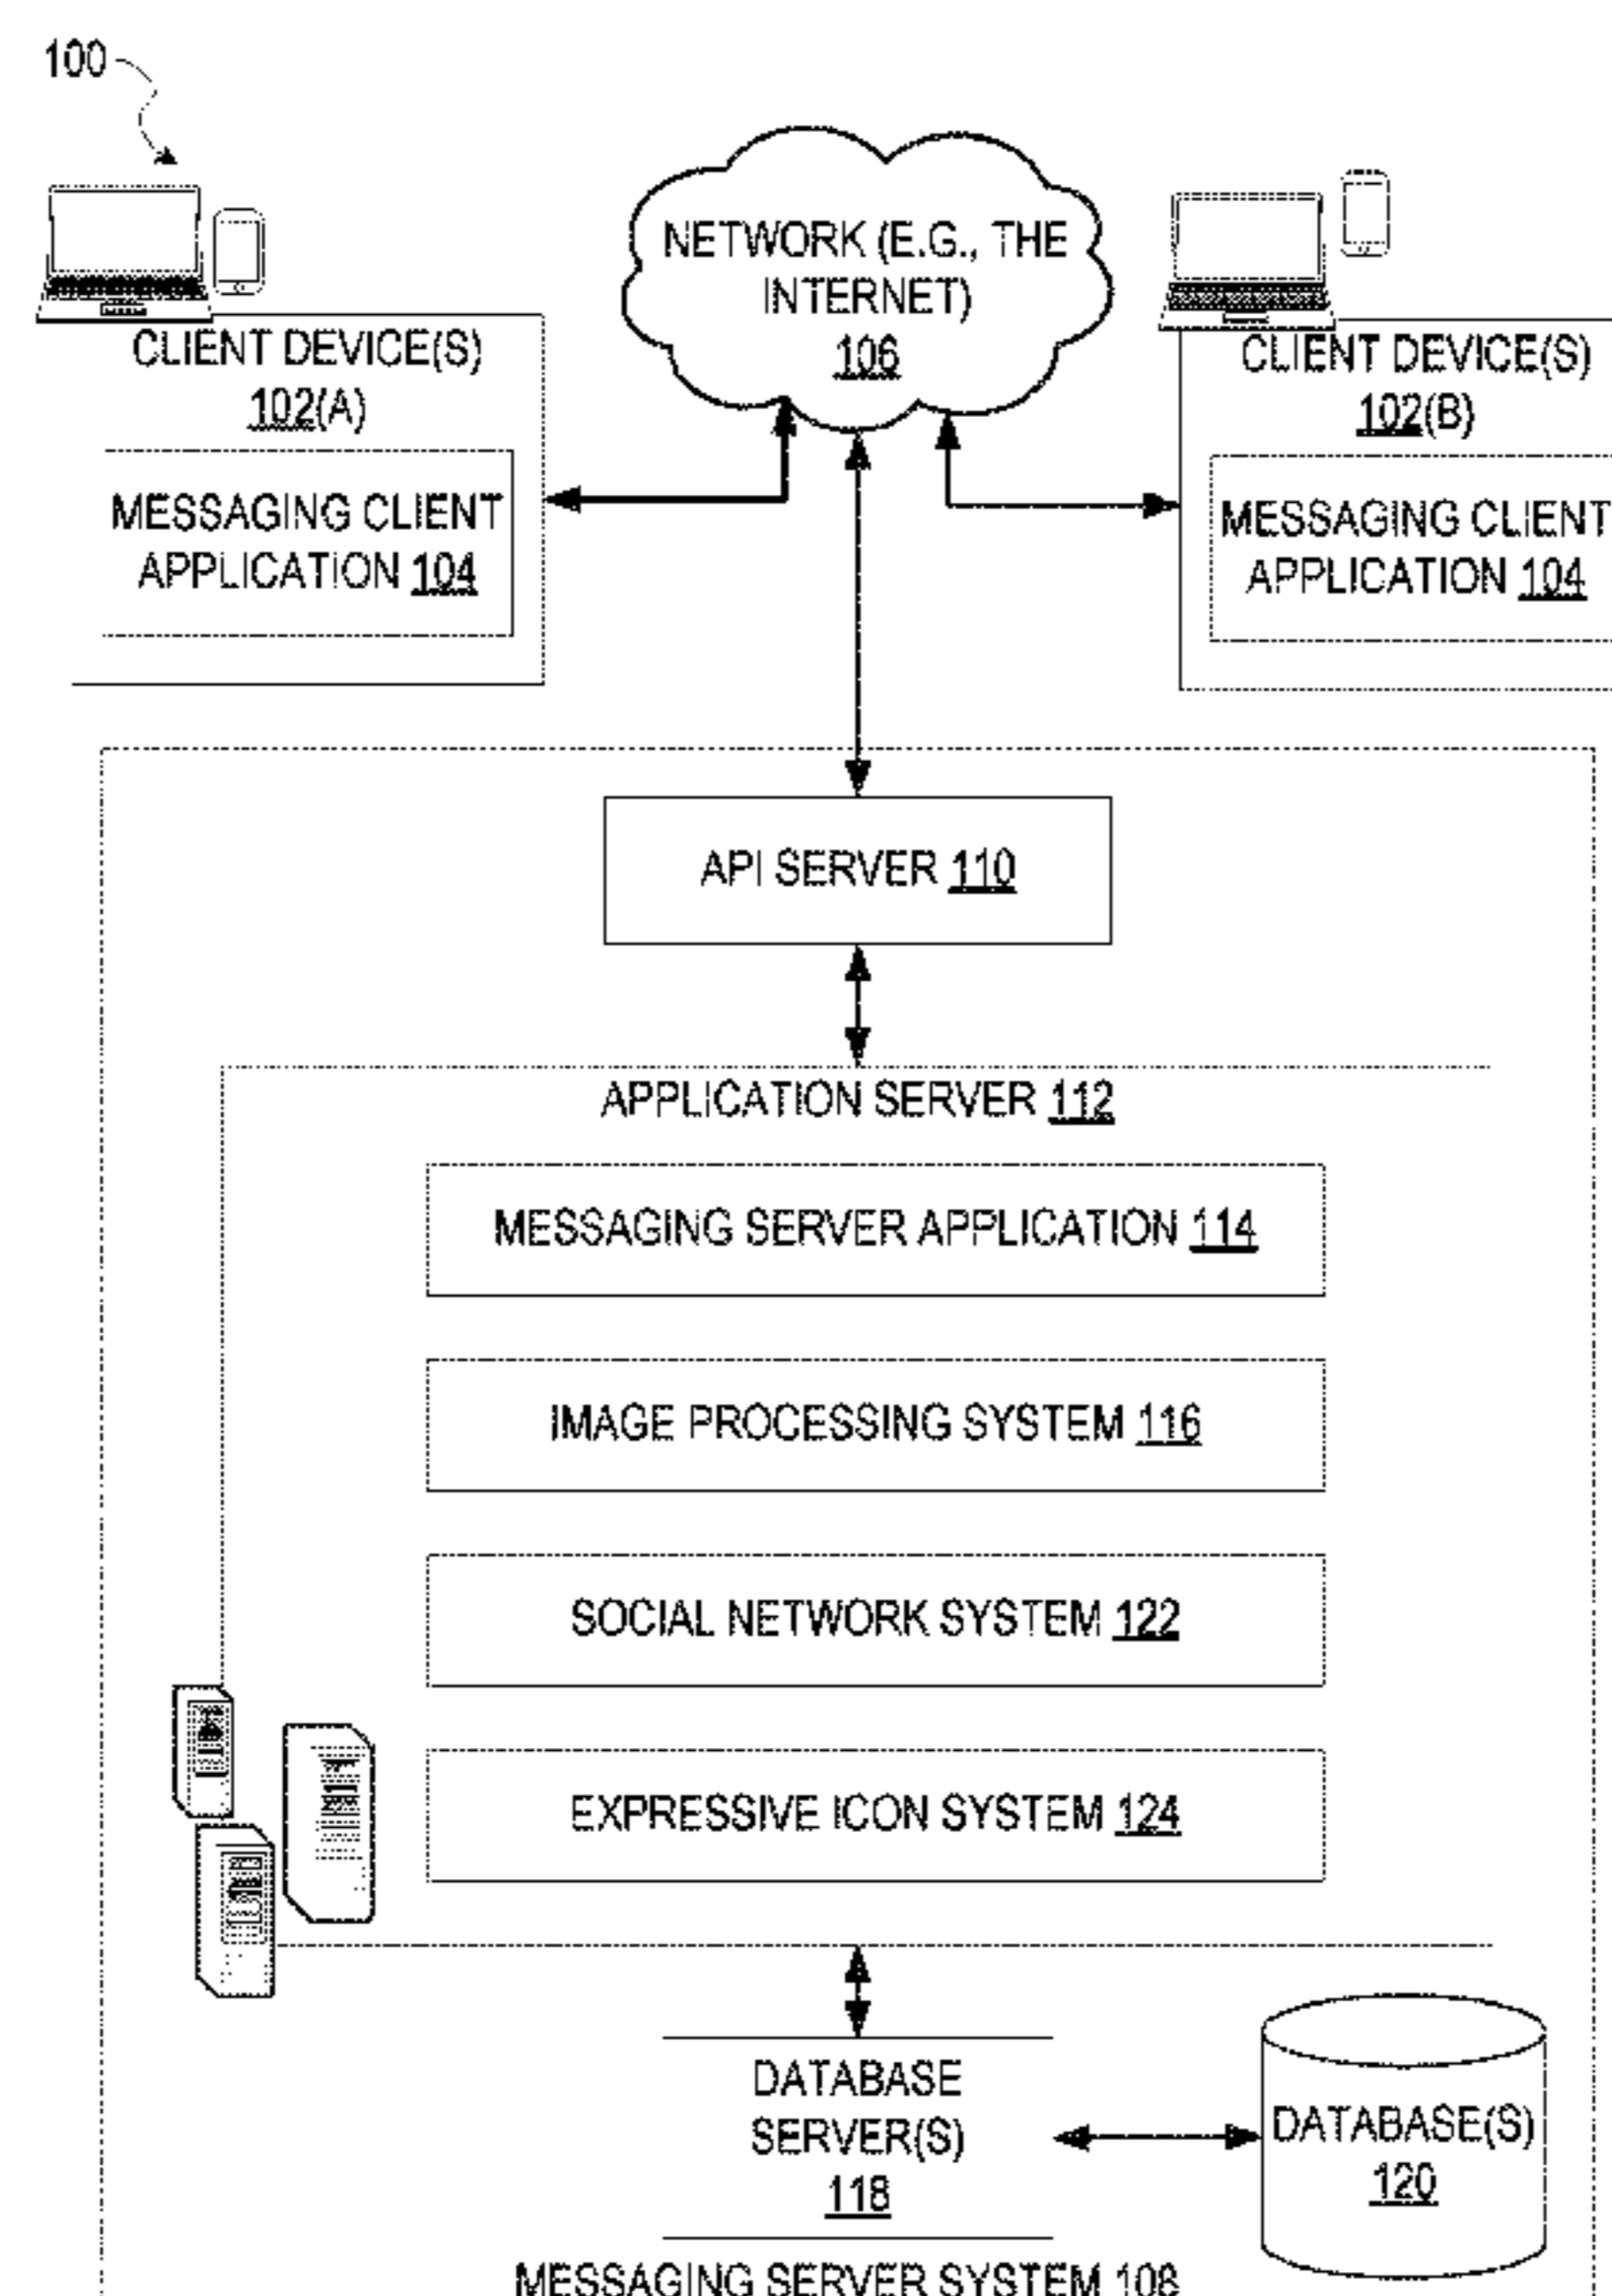 100
NETWORK (E.G., THE
INTERNET)
106
CLIENT DEVICE(S)
102(A)
MESSAGING CLIENT
APPLICATION 104
CLIENT DEVICE(S)
102(B)
MESSAGING CLIENT
APPLICATION 104
API SERVER 110
APPLICATION SERVER 112
MESSAGING SERVER APPLICATION 114
IMAGE PROCESSING SYSTEM 116
SOCIAL NETWORK SYSTEM 122
EXPRESSIVE ICON SYSTEM 124
DATABASE
SERVER(S)
118
DATABASE(S)
120
MESSAGING SERVER SYSTEM 108